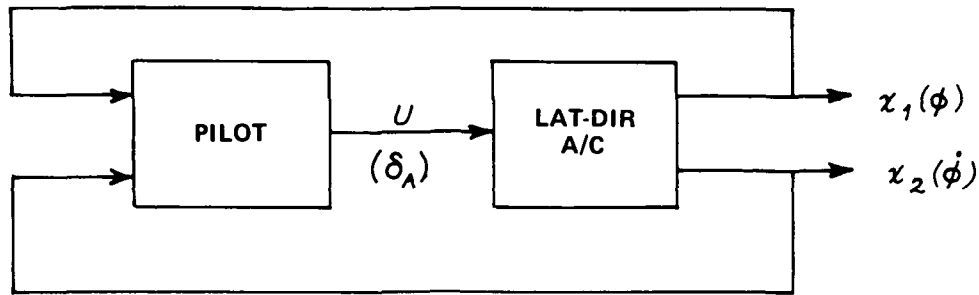 PILOT
U
(δ_A)
LAT-DIR
A/C
x_1(ϕ)
x_2(ϕ̇)